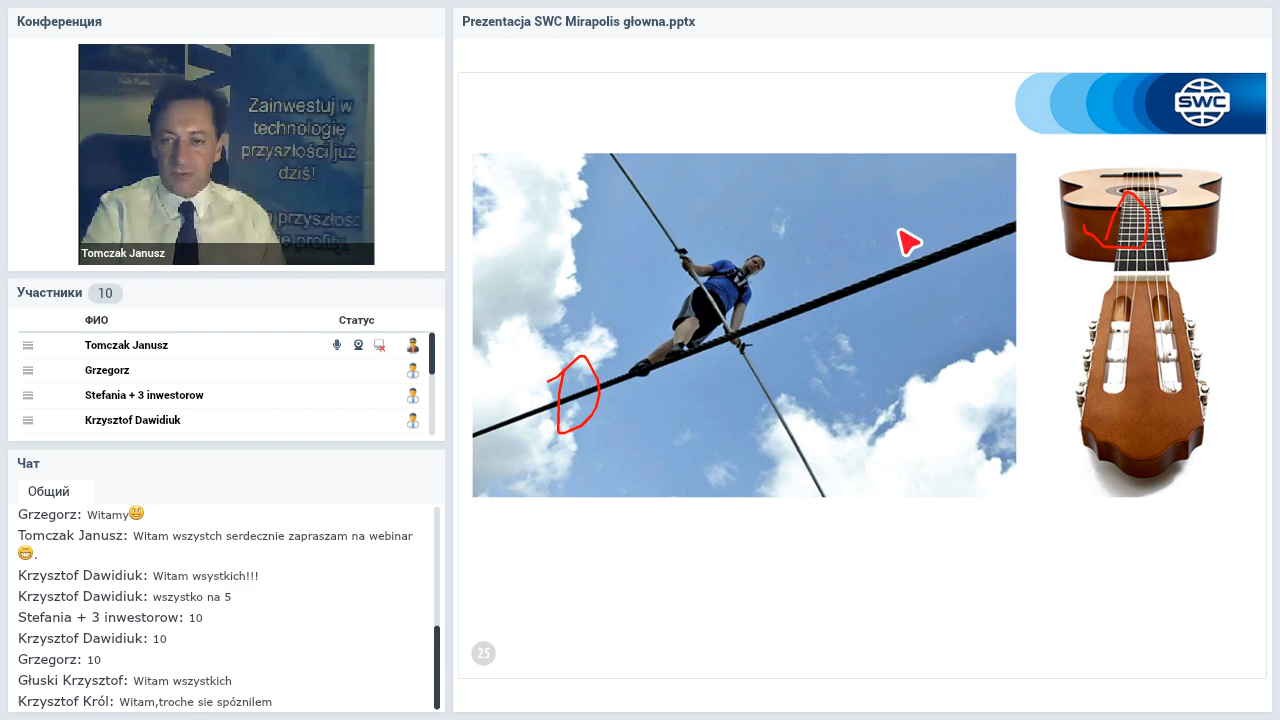 Конференция
Zainwestuj w
technologię
przyszłości już
dziś!
przyszłość
Tomczak Janusz
Участники 10
ФИО Статус
Tomczak Janusz
Grzegorz
Stefania + 3 inwestorow
Krzysztof Dawidiuk
Чат
Общий
Grzegorz: Witamy
Tomczak Janusz: Witam wszystch serdecznie zapraszam na webinar
.
Krzysztof Dawidiuk: Witam wsystkich!!!
Krzysztof Dawidiuk: wszystko na 5
Stefania + 3 inwestorow: 10
Krzysztof Dawidiuk: 10
Grzegorz: 10
Głuski Krzysztof: Witam wszystkich
Krzysztof Król: Witam,troche sie spóznilem
Prezentacja SWC Mirapolis głowna.pptx
SWC
25